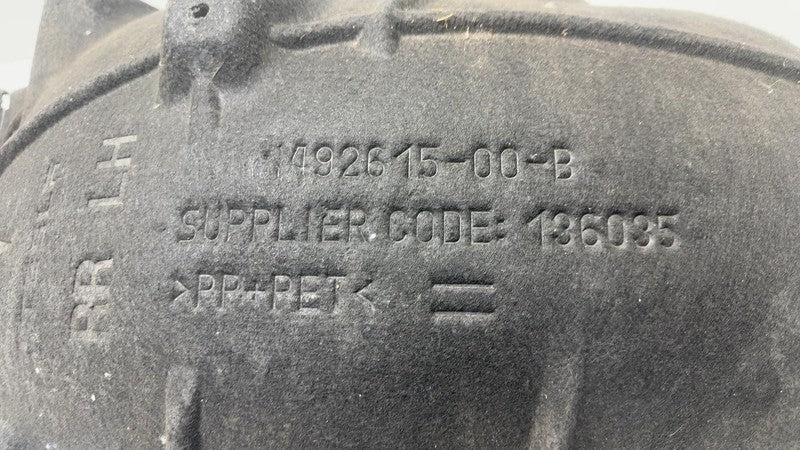 1492615-00-B
SUPPLIER CODE: 136035
>PP+PET<
RR LH